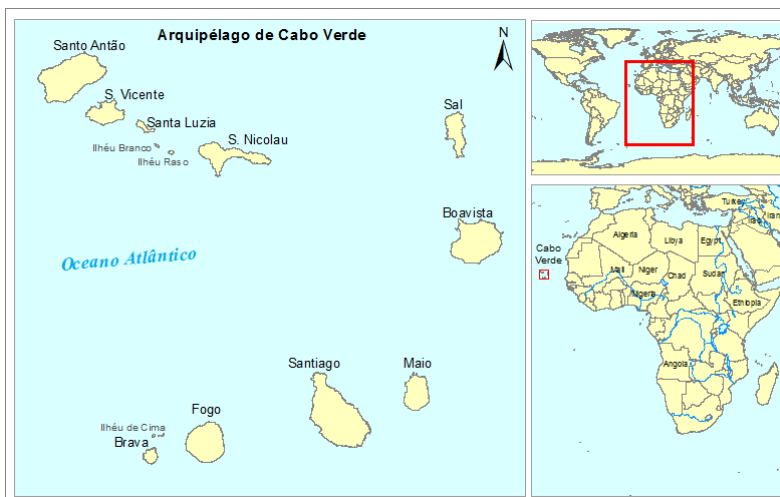 Arquipélago de Cabo Verde
N
Santo Antão
S. Vicente
Santa Luzia
Ilhéu Branco
Ilhéu Raso
S. Nicolau
Sal
Boavista
Oceano Atlântico
Santiago
Maio
Fogo
Ilhéu de Cima
Brava
Cabo
Verde
Turkey
Iraq
Iran
Algeria
Libya
Egypt
Mali
Niger
Chad
Sudan
Nigeria
Ethiopia
Angola